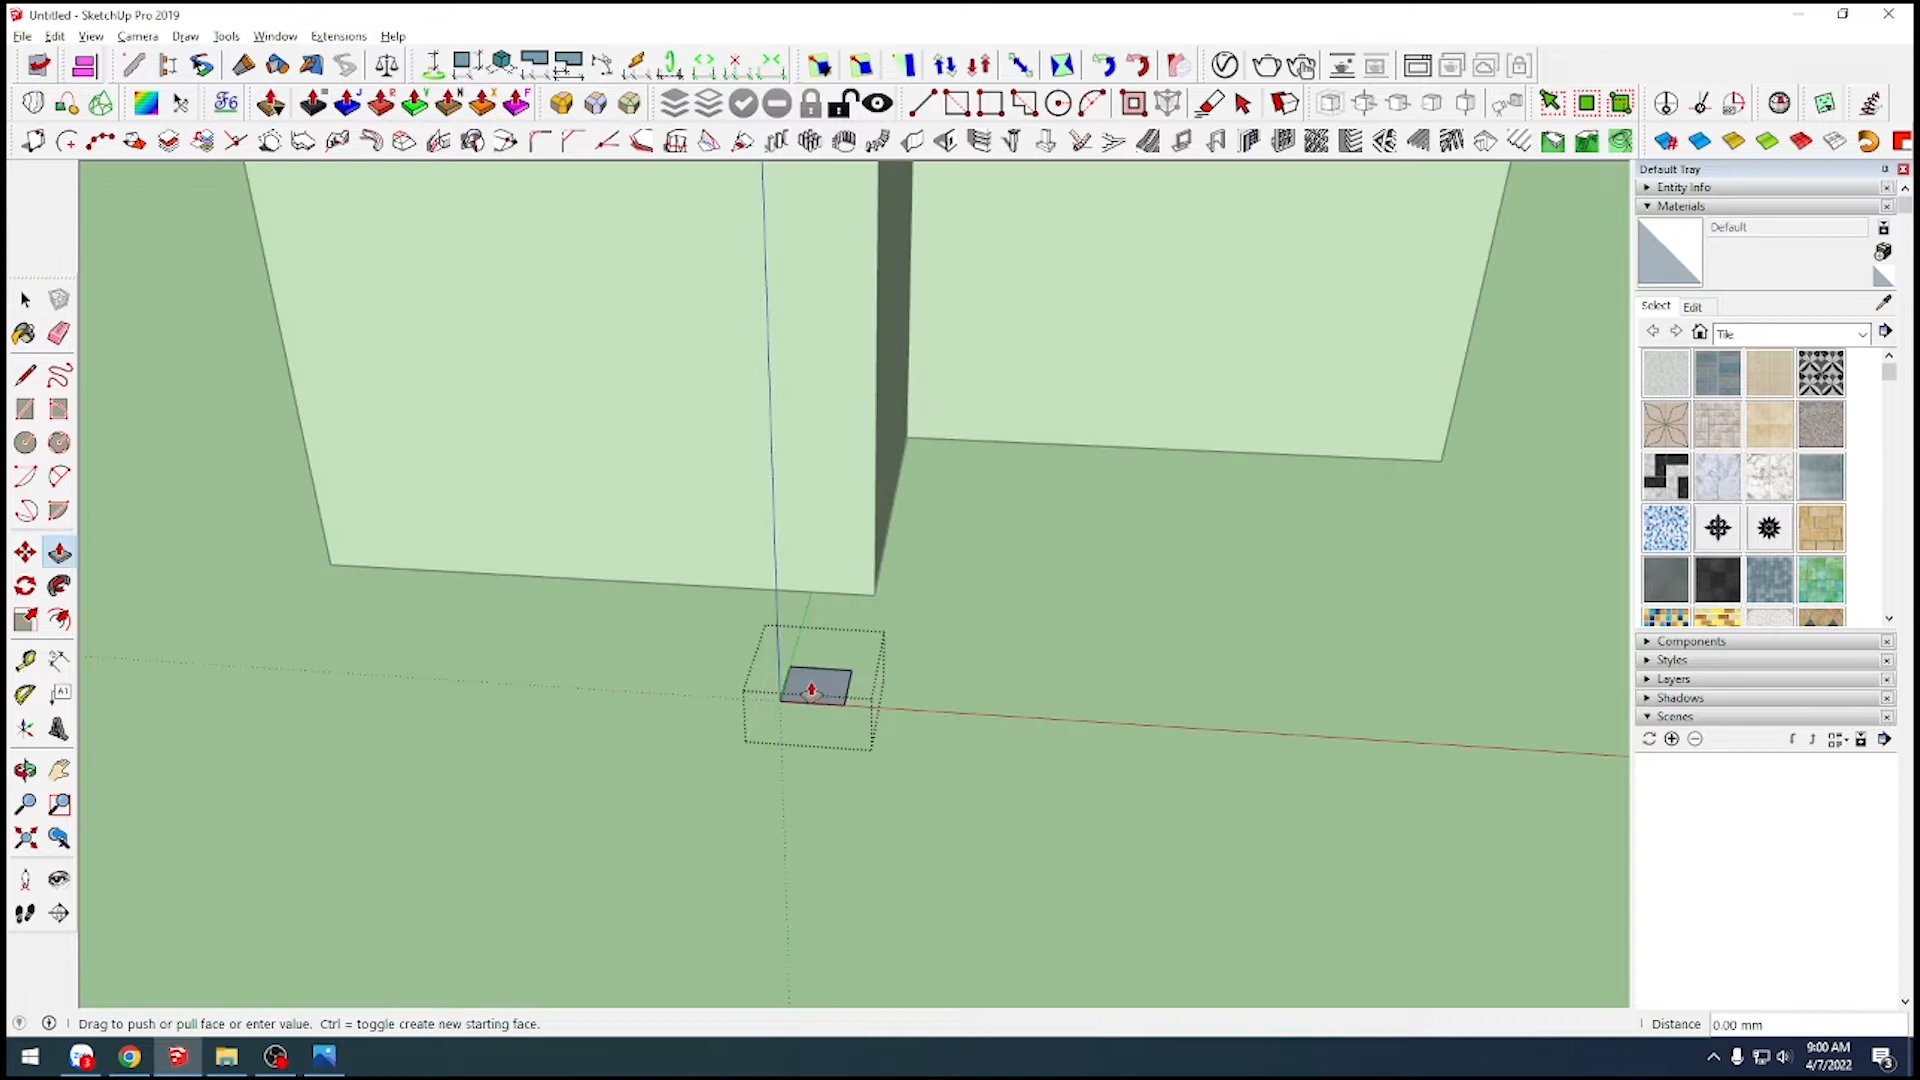 Untitled - SketchUp Pro 2019
File Edit View Camera Draw Tools Window Extensions Help
Default Tray
Entity Info
Materials
Default
Select Edit
Tile
Components
Styles
Layers
Shadows
Scenes
Drag to push or pull face or enter value. Ctrl = toggle create new starting face.
Distance 0.00 mm
9:00 AM
4/7/2022